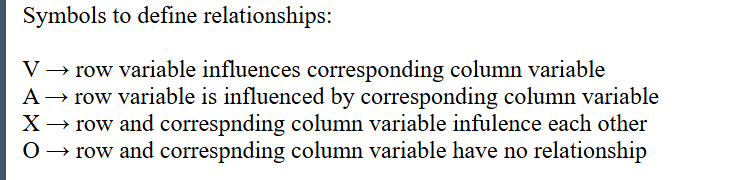 Symbols to define relationships:
V → row variable influences corresponding column variable
A → row variable is influenced by corresponding column variable
X → row and correspnding column variable infulence each other
O → row and correspnding column variable have no relationship